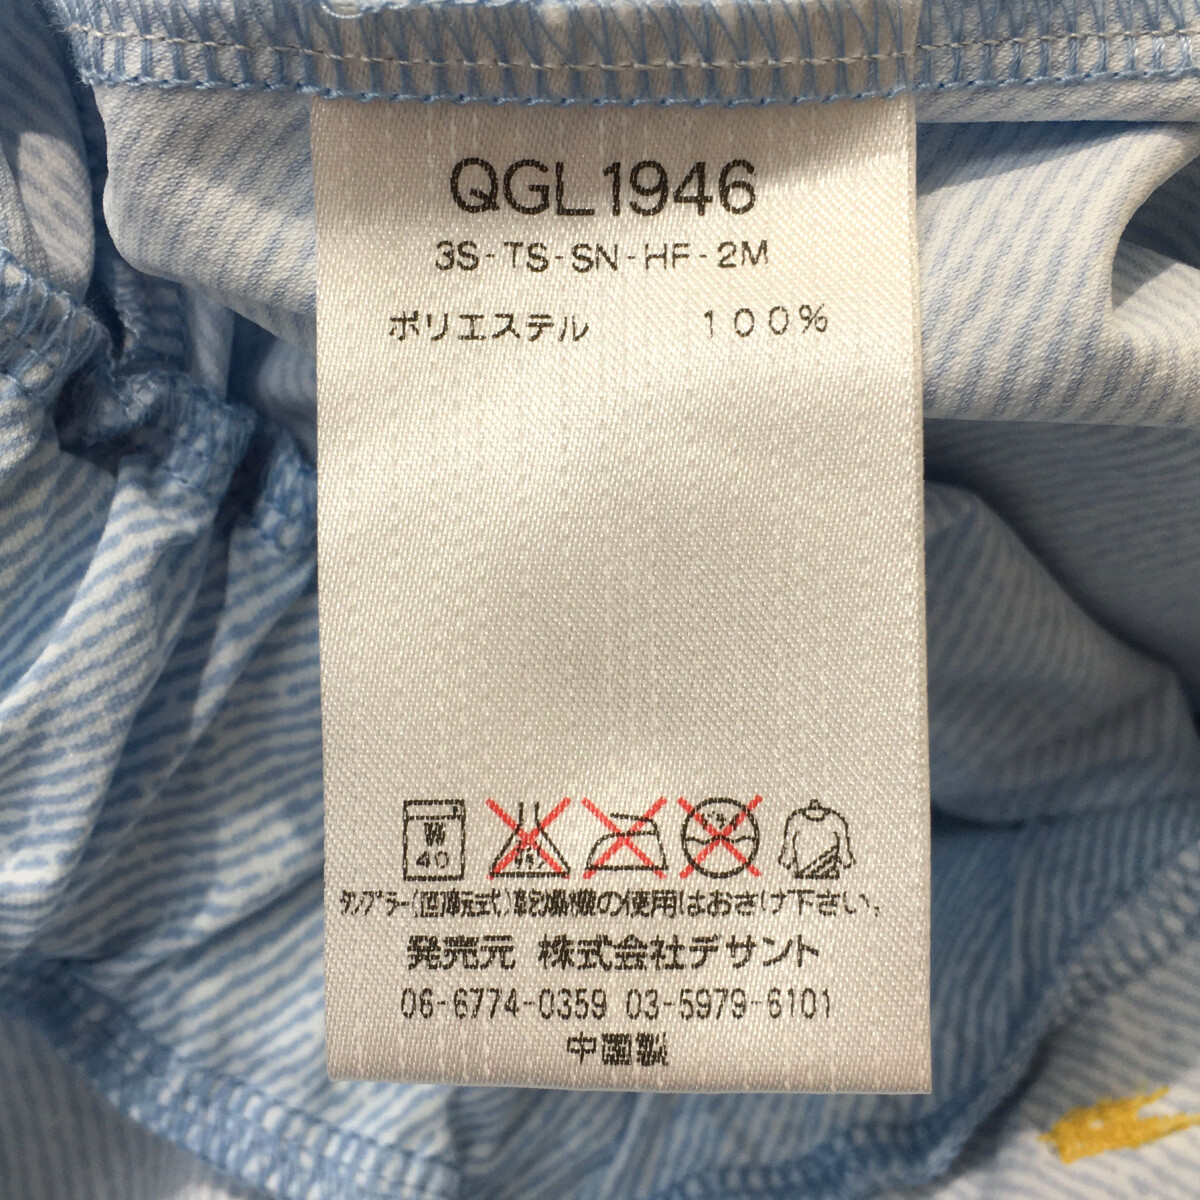 QGL1946
3S-TS-SN-HF-2M
ポリエステル 100%
W 40
タンブラー(回転式)乾燥機の使用はおさけ下さい。
発売元 株式会社デサント
06-6774-0359 03-5979-6101
中国製